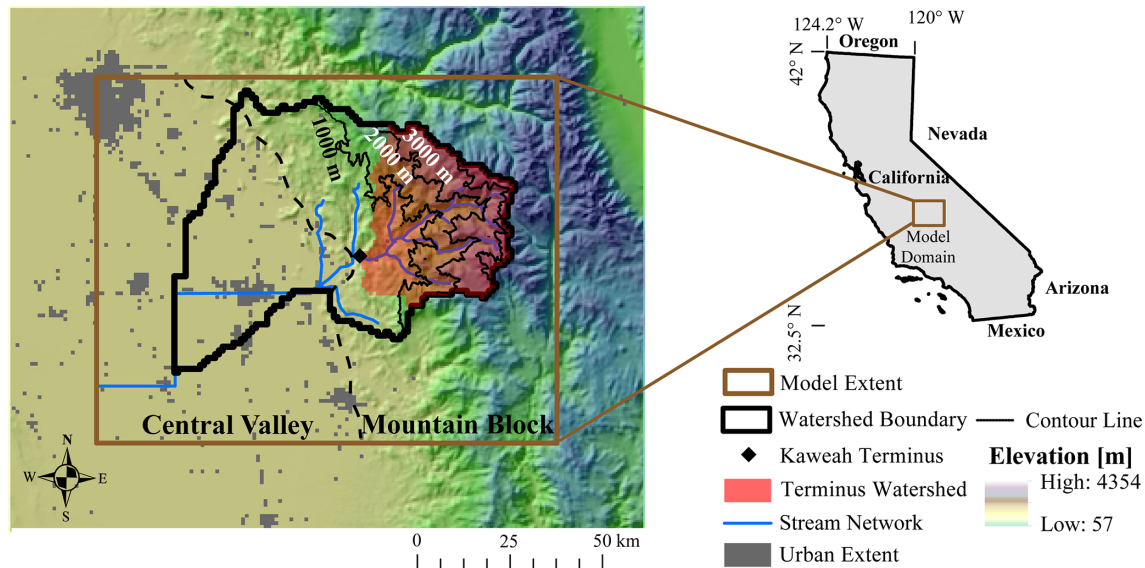 124.2° W
120° W
42° N
Oregon
Nevada
California
Model
Domain
Arizona
Mexico
32.5° N
1000 m
2000 m
3000 m
Central Valley
Mountain Block
N
W
E
S
0
25
50 km
Model Extent
Watershed Boundary
Kaweah Terminus
Terminus Watershed
Stream Network
Urban Extent
Contour Line
Elevation [m]
High: 4354
Low: 57